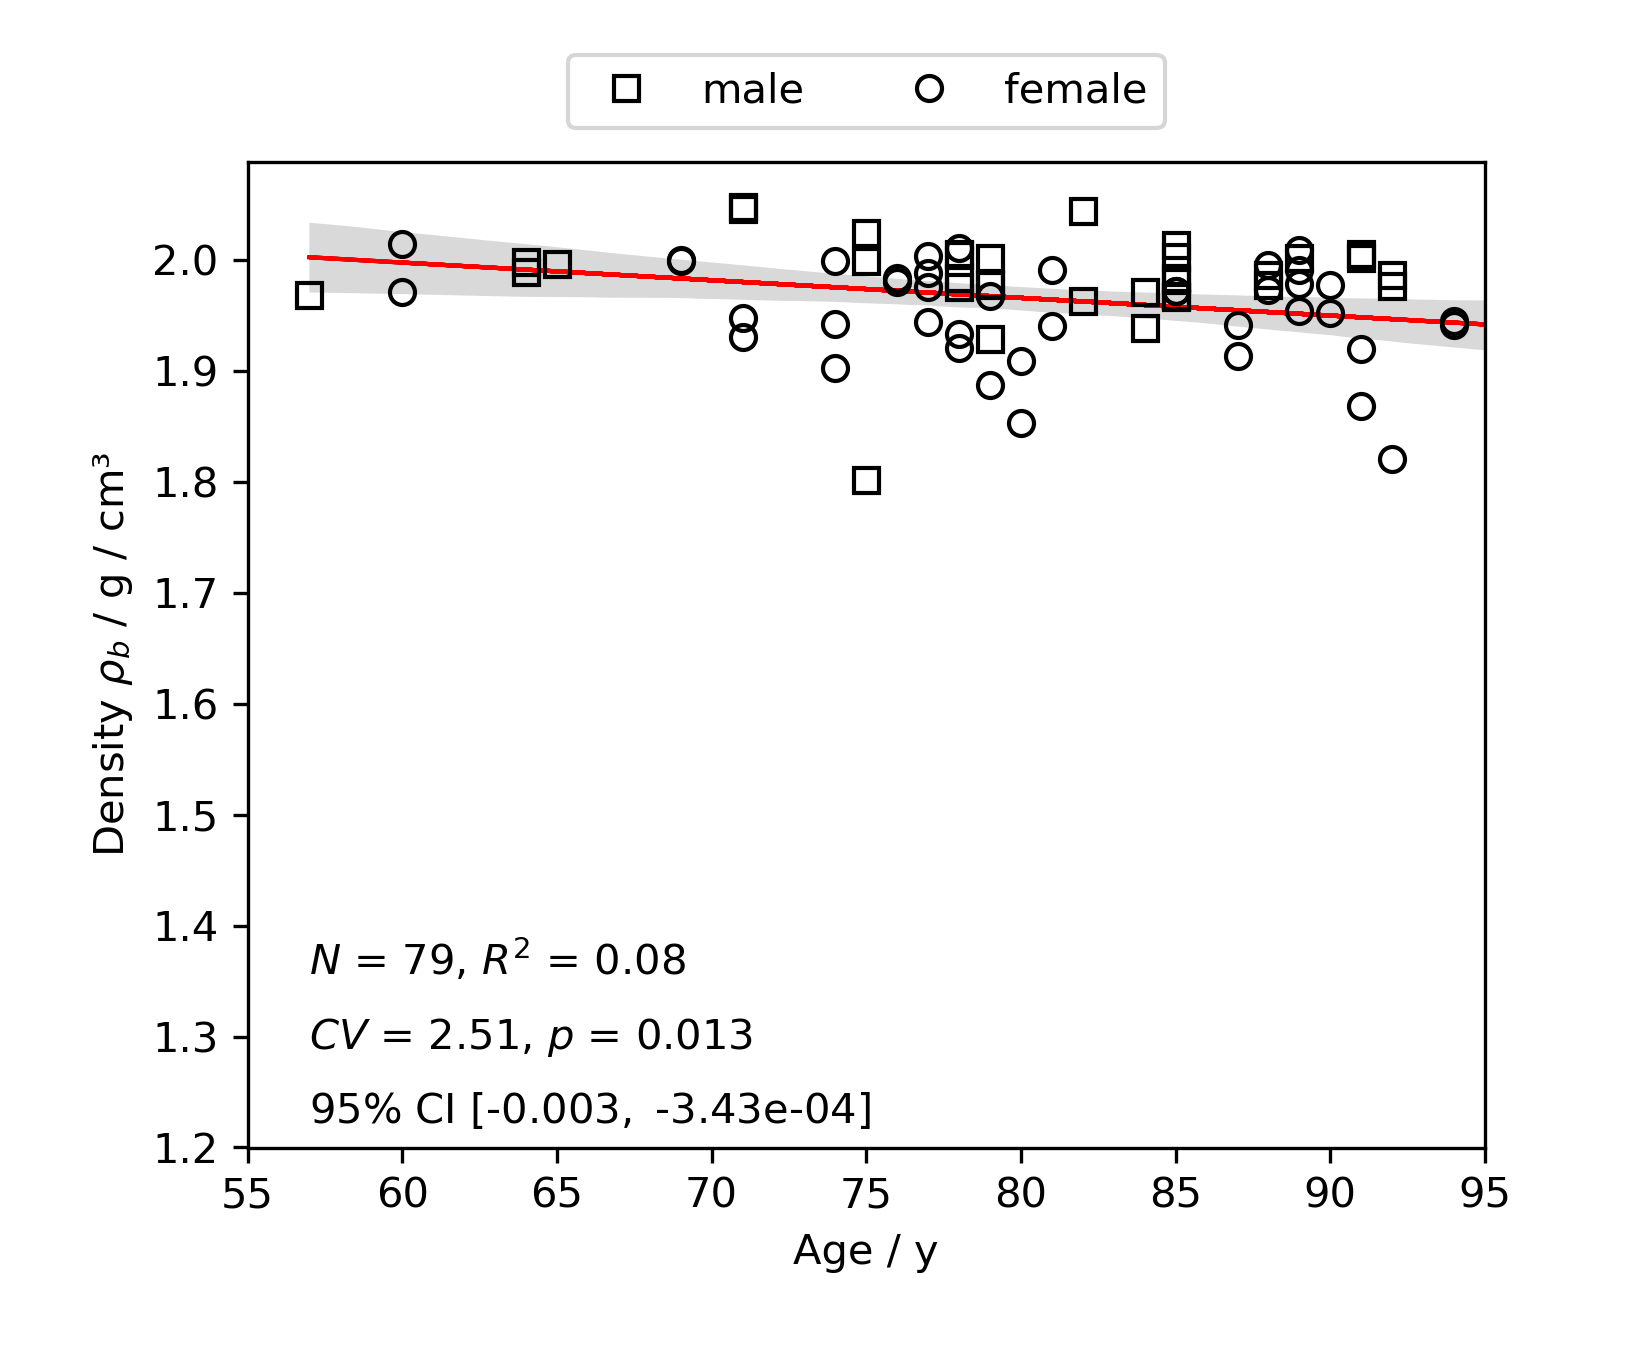 male female
2.0
1.9
1.8
1.7
1.6
1.5
1.4
1.3
1.2
Density ρb / g / cm³
N = 79, R² = 0.08
CV = 2.51, p = 0.013
95% CI [-0.003, -3.43e-04]
55 60 65 70 75 80 85 90 95
Age / y